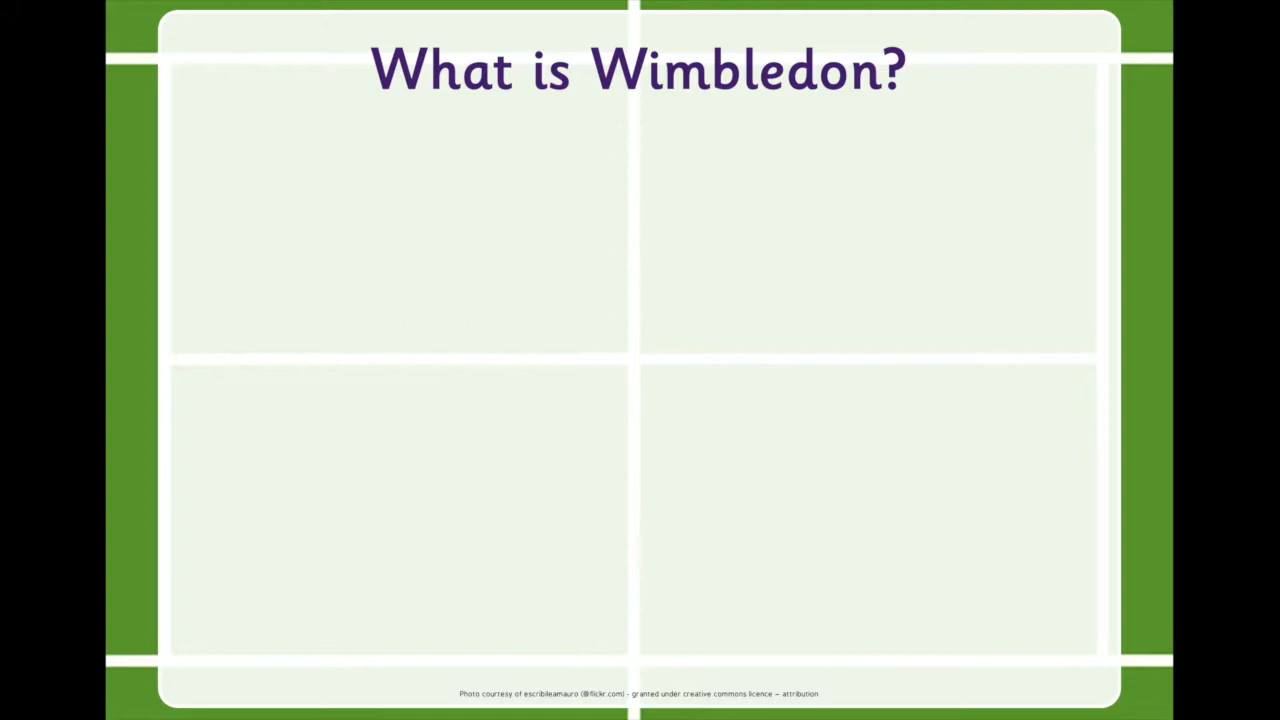 What is Wimbledon?
Photo courtesy of escribileamauro (@flickr.com) - granted under creative commons licence – attribution